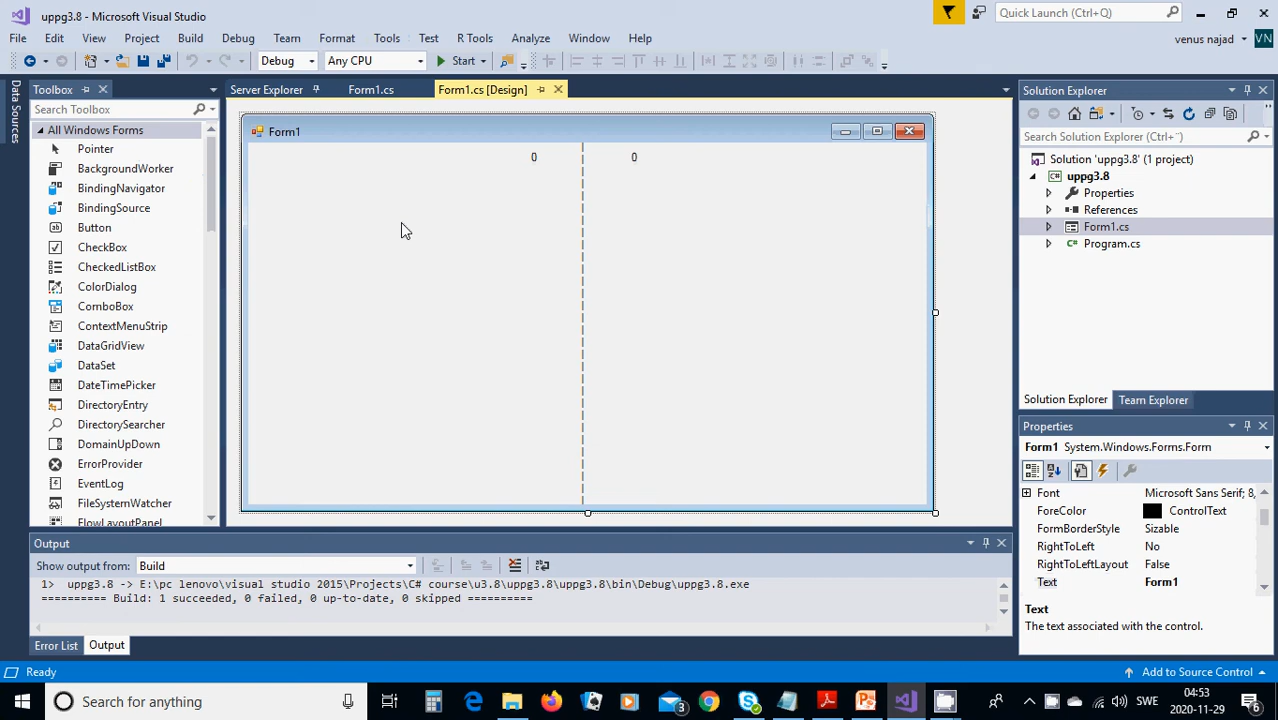 uppg3.8 - Microsoft Visual Studio
Quick Launch (Ctrl+Q)
File Edit View Project Build Debug Team Format Tools Test R Tools Analyze Window Help
venus najad VN
Debug Any CPU Start
Data Sources
Toolbox
Server Explorer Form1.cs Form1.cs [Design]
Solution Explorer
Search Toolbox
Search Solution Explorer (Ctrl+¨)
All Windows Forms
Pointer
BackgroundWorker
BindingNavigator
BindingSource
Button
CheckBox
CheckedListBox
ColorDialog
ComboBox
ContextMenuStrip
DataGridView
DataSet
DateTimePicker
DirectoryEntry
DirectorySearcher
DomainUpDown
ErrorProvider
EventLog
FileSystemWatcher
FlowLayoutPanel
Form1
0 0
Solution 'uppg3.8' (1 project)
uppg3.8
Properties
References
Form1.cs
Program.cs
Solution Explorer Team Explorer
Properties
Form1 System.Windows.Forms.Form
Font Microsoft Sans Serif; 8,
ForeColor ControlText
FormBorderStyle Sizable
RightToLeft No
RightToLeftLayout False
Text Form1
Text
The text associated with the control.
Output
Show output from: Build
1> uppg3.8 -> E:\pc lenovo\visual studio 2015\Projects\C# course\u3.8\uppg3.8\uppg3.8\bin\Debug\uppg3.8.exe
========== Build: 1 succeeded, 0 failed, 0 up-to-date, 0 skipped ==========
Error List Output
Ready
Add to Source Control
Search for anything
3
SWE
04:53
2020-11-29
6